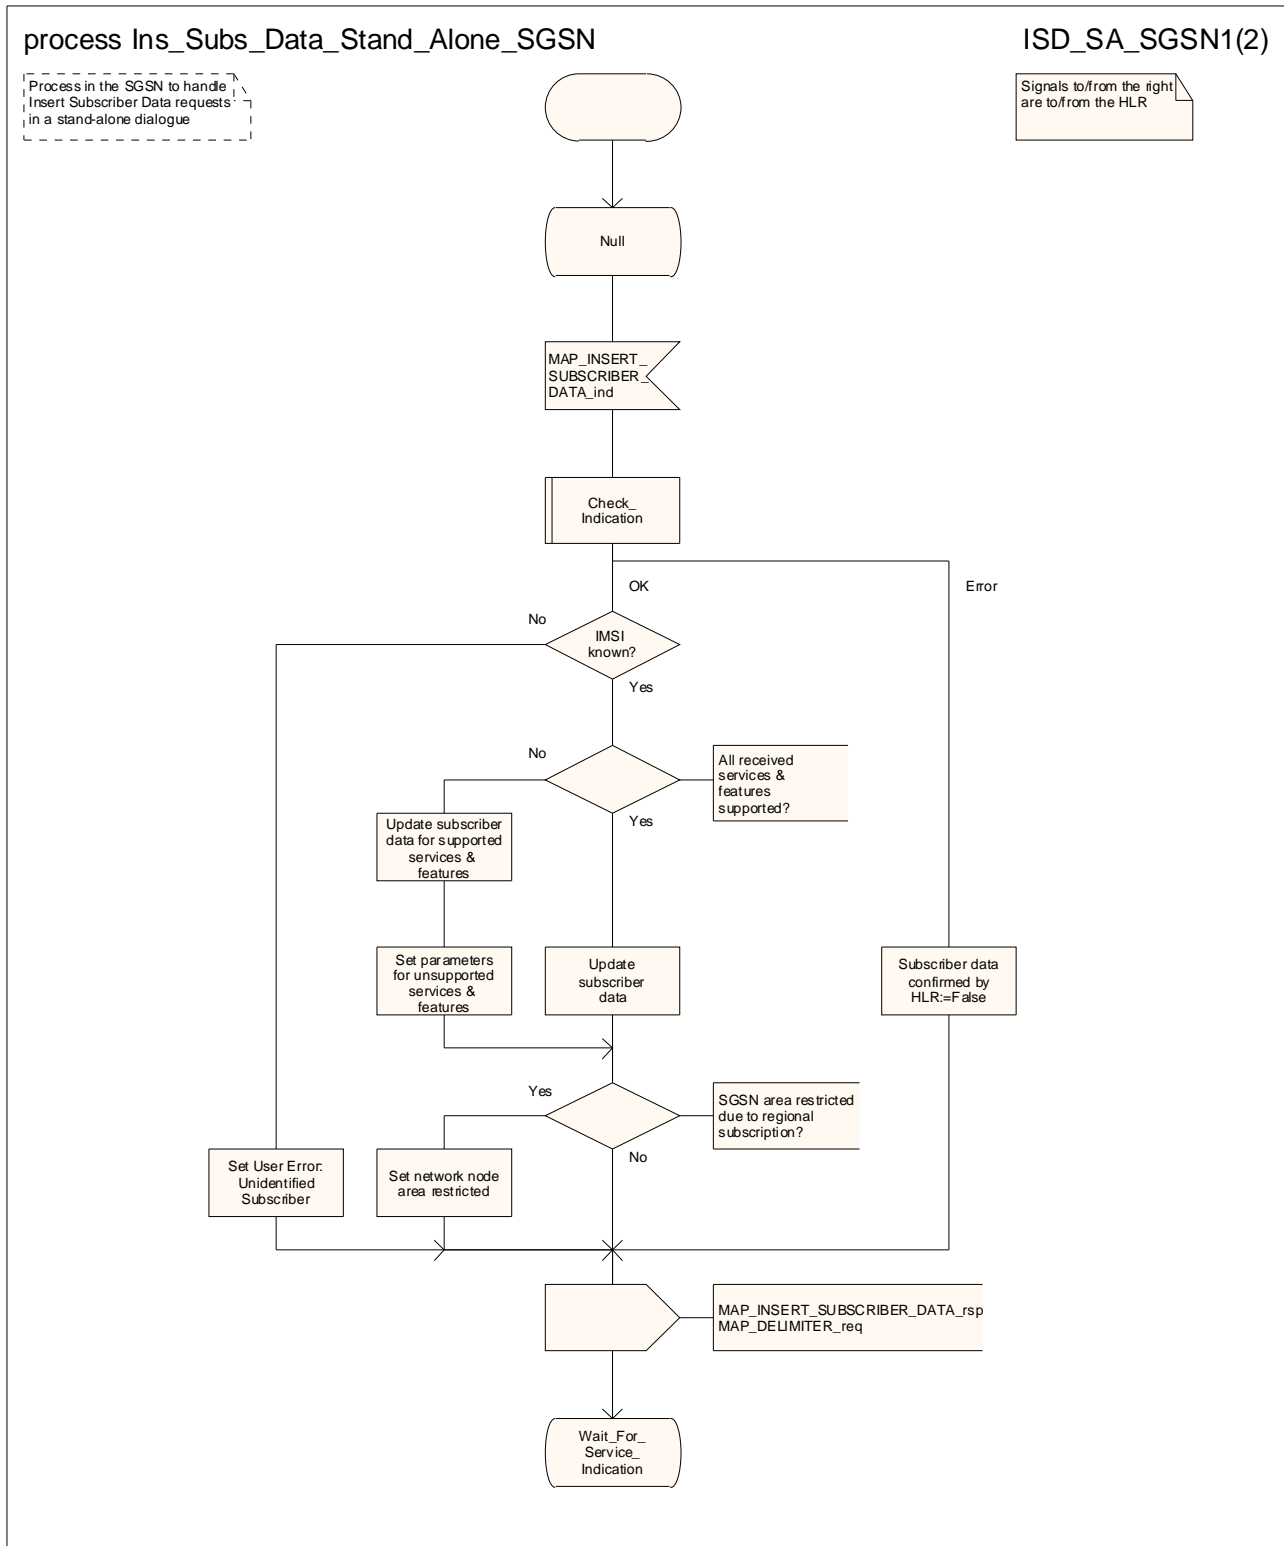 process Ins_Subs_Data_Stand_Alone_SGSN
ISD_SA_SGSN1(2)
Process in the SGSN to handle
Insert Subscriber Data requests
in a stand-alone dialogue
Signals to/from the right
are to/from the HLR
Null
MAP_INSERT_
SUBSCRIBER_
DATA_ind
Check_
Indication
OK
Error
No
IMSI
known?
Yes
No
All received
services &
features
supported?
Yes
Update subscriber
data for supported
services &
features
Set parameters
for unsupported
services &
features
Update
subscriber
data
Subscriber data
confirmed by
HLR:=False
Yes
SGSN area restricted
due to regional
subscription?
No
Set User Error:
Unidentified
Subscriber
Set network node
area restricted
MAP_INSERT_SUBSCRIBER_DATA_rsp
MAP_DELIMITER_req
Wait_For_
Service_
Indication